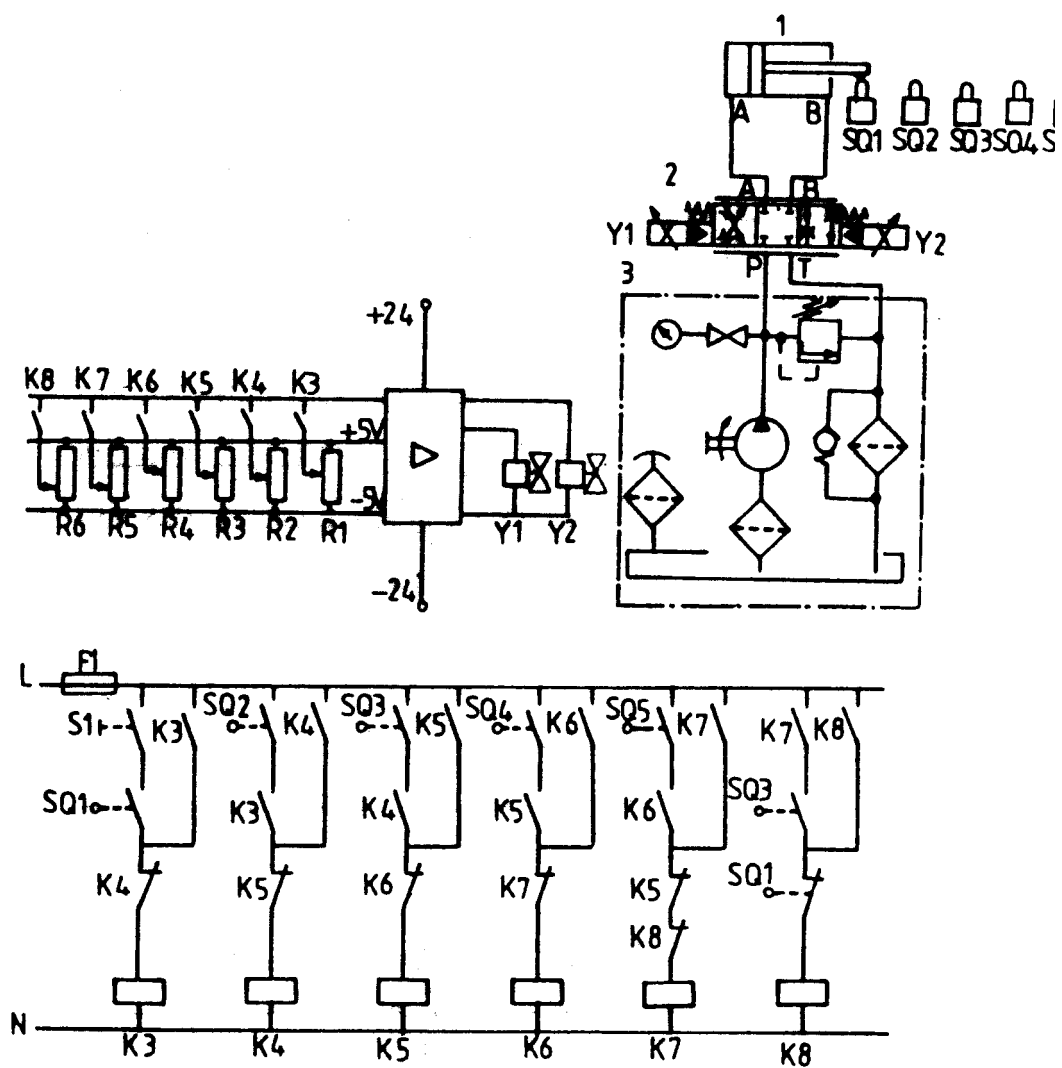 1
A B
SQ1 SQ2 SQ3 SQ4 S
2
A B
Y1 Y2
P T
3
+24
K8 K7 K6 K5 K4 K3
+5V
-5V
R6 R5 R4 R3 R2 R1
Y1 Y2
-24
L F1
S1 K3 SQ2 K4 SQ3 K5 SQ4 K6 SQ5 K7 K7 K8
SQ1 K3 K4 K5 K6 SQ3
K4 K5 K6 K7 K5 SQ1
K8
N
K3 K4 K5 K6 K7 K8